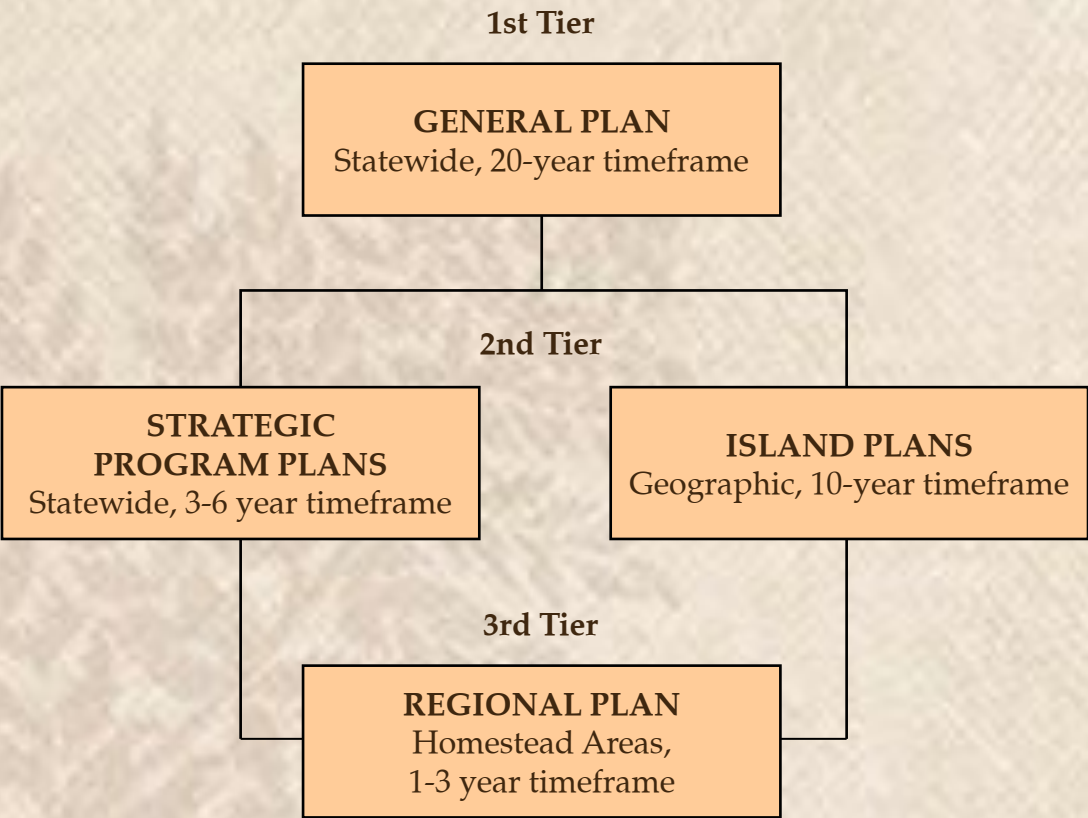 1st Tier
GENERAL PLAN
Statewide, 20-year timeframe
2nd Tier
STRATEGIC
PROGRAM PLANS
Statewide, 3-6 year timeframe
ISLAND PLANS
Geographic, 10-year timeframe
3rd Tier
REGIONAL PLAN
Homestead Areas,
1-3 year timeframe